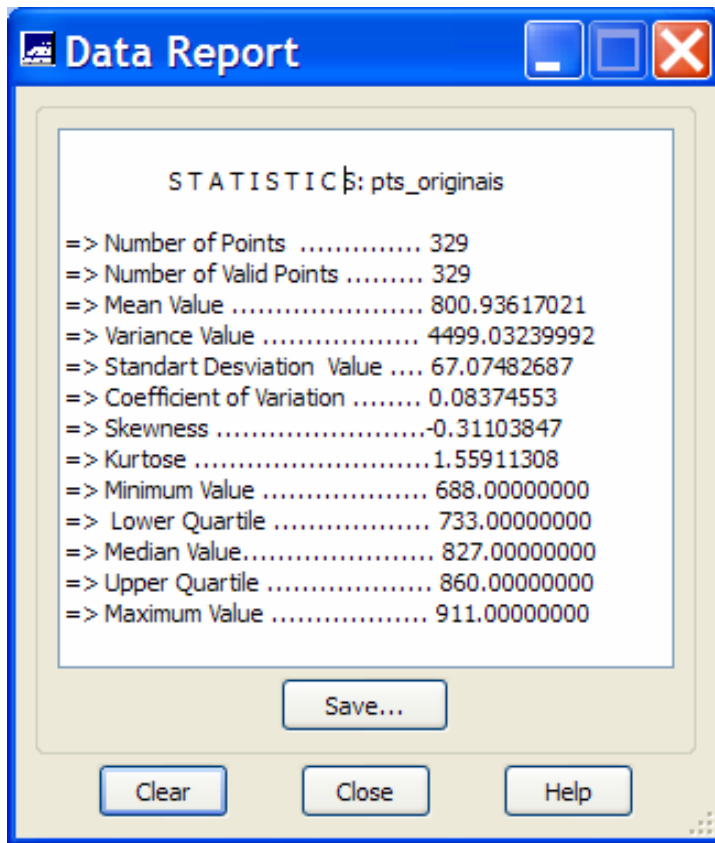 Data Report
S T A T I S T I C S: pts_originais
=> Number of Points .............. 329
=> Number of Valid Points ......... 329
=> Mean Value ...................... 800.93617021
=> Variance Value .................. 4499.03239992
=> Standart Desviation Value .... 67.07482687
=> Coefficient of Variation ........ 0.08374553
=> Skewness ........................-0.31103847
=> Kurtose ...........................1.55911308
=> Minimum Value ................... 688.00000000
=> Lower Quartile .................. 733.00000000
=> Median Value...................... 827.00000000
=> Upper Quartile ................... 860.00000000
=> Maximum Value .................. 911.00000000
Save...
Clear Close Help